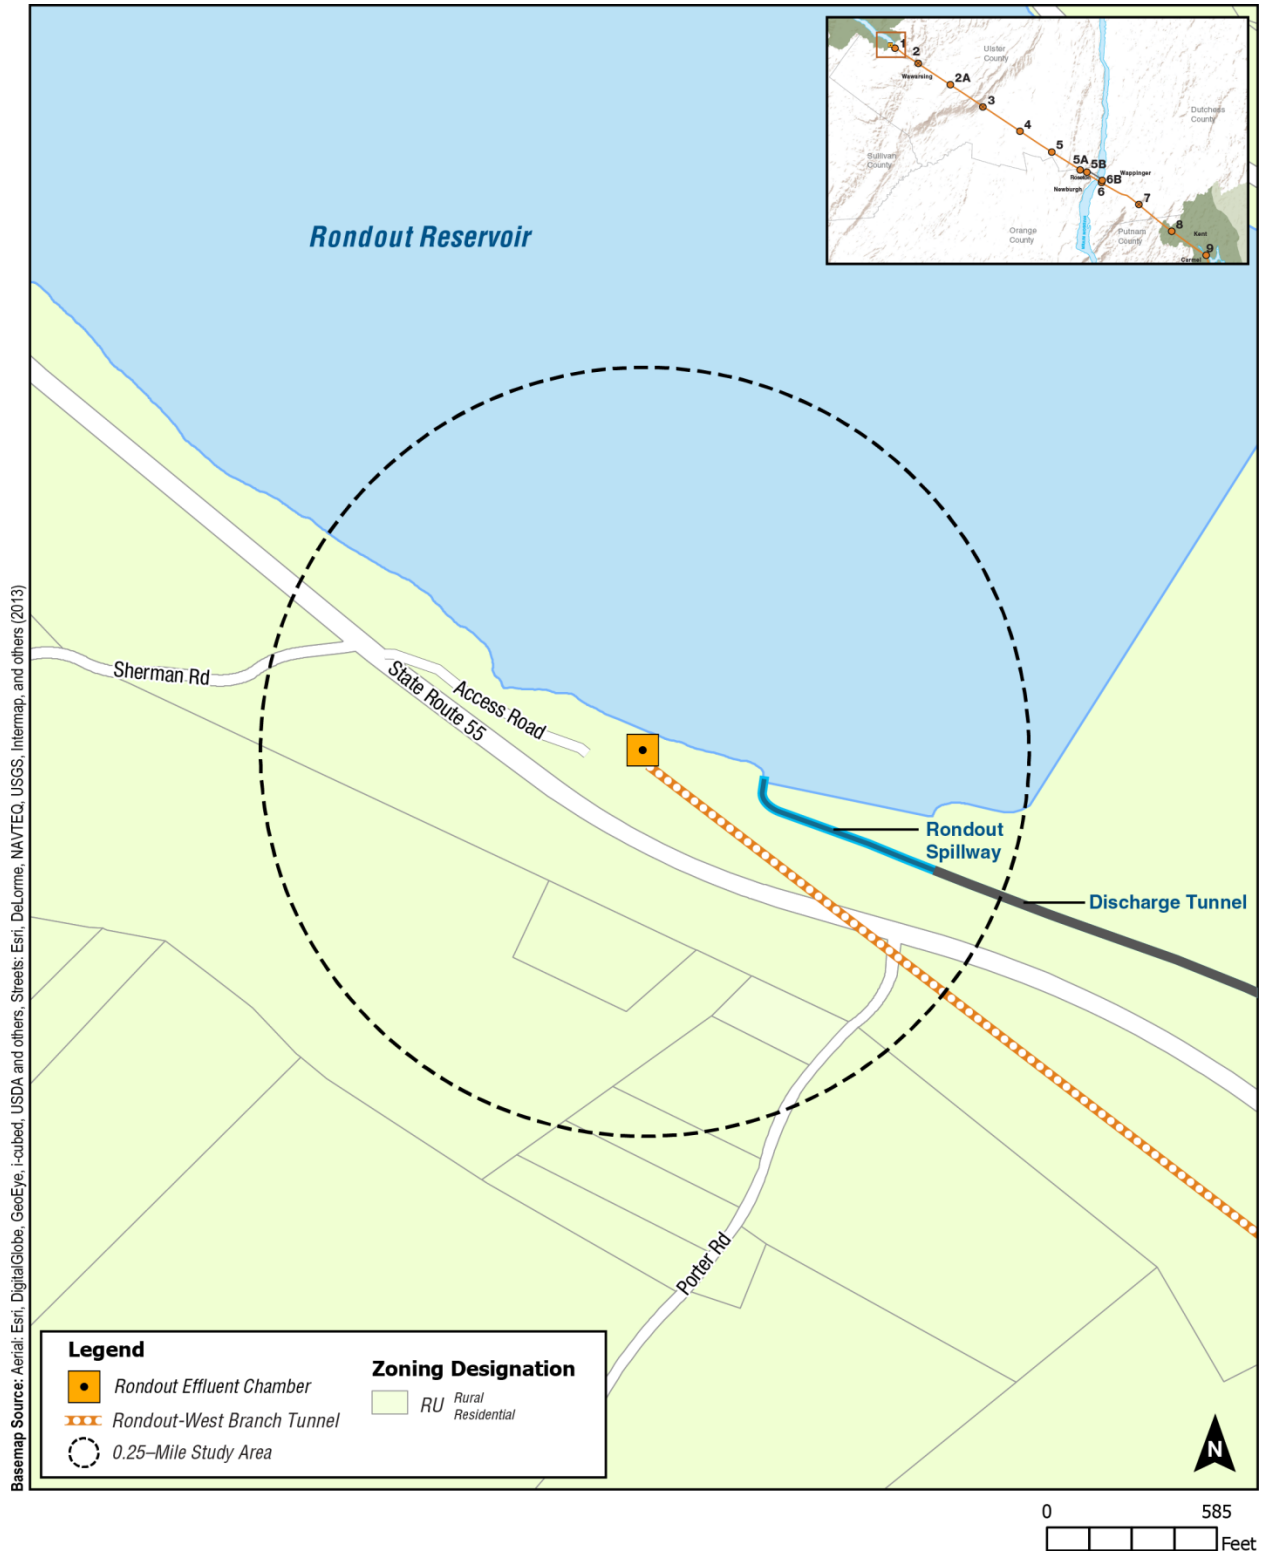 1
2
Wawarsing
Ulster
County
2A
3
Dutchess
County
4
Sullivan
County
5
5A
5B
Wappinger
6B
Newburgh
6
7
Orange
County
Putnam
County
8
Kent
9
Carmel
Rondout Reservoir
Sherman Rd
State Route 55
Access Road
Rondout
Spillway
Discharge Tunnel
Porter Rd
Legend
Rondout Effluent Chamber
Rondout-West Branch Tunnel
0.25–Mile Study Area
Zoning Designation
RU Rural
Residential
N
0 585
Feet
Basemap Source: Aerial: Esri, DigitalGlobe, GeoEye, i-cubed, USDA and others, Streets: Esri, DeLorme, NAVTEQ, USGS, Intermap, and others (2013)